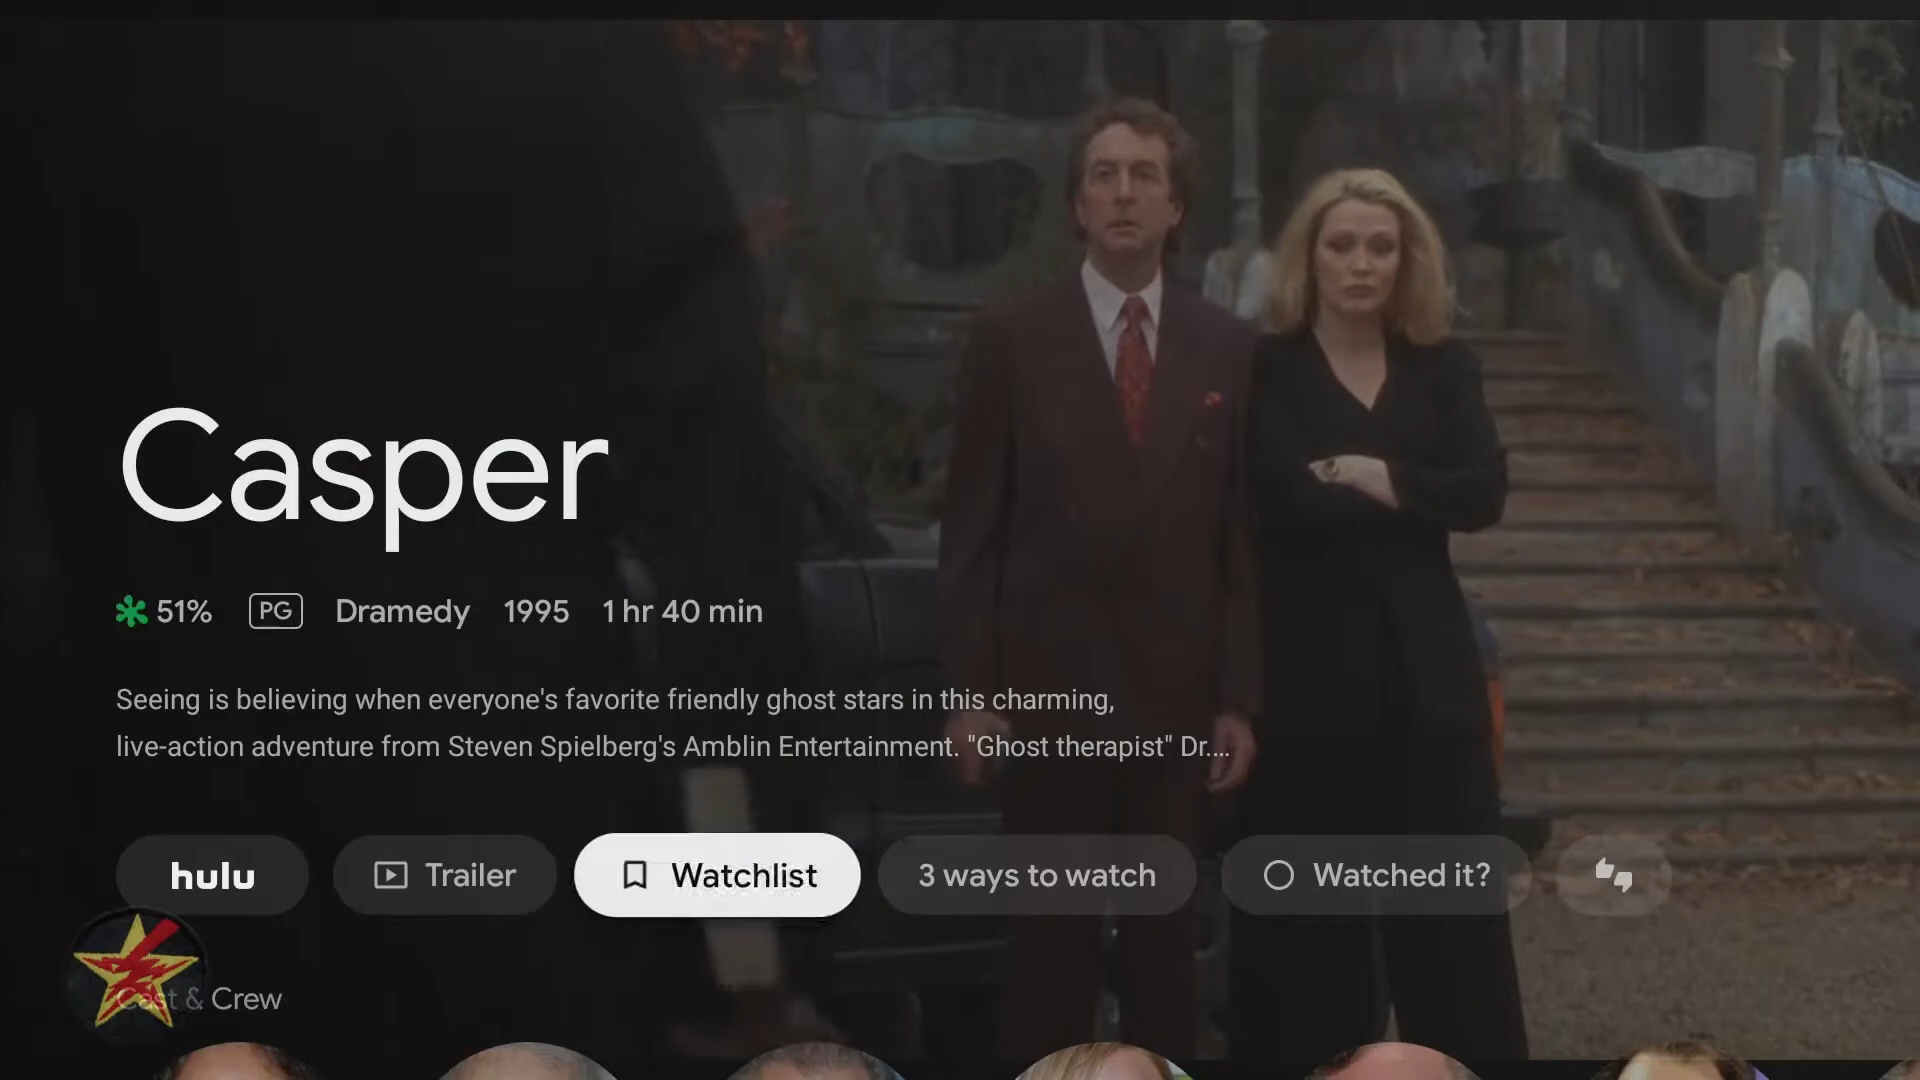 Casper
51% PG Dramedy 1995 1 hr 40 min
Seeing is believing when everyone's favorite friendly ghost stars in this charming,
live-action adventure from Steven Spielberg's Amblin Entertainment. "Ghost therapist" Dr....
hulu Trailer Watchlist 3 ways to watch Watched it?
Cast & Crew